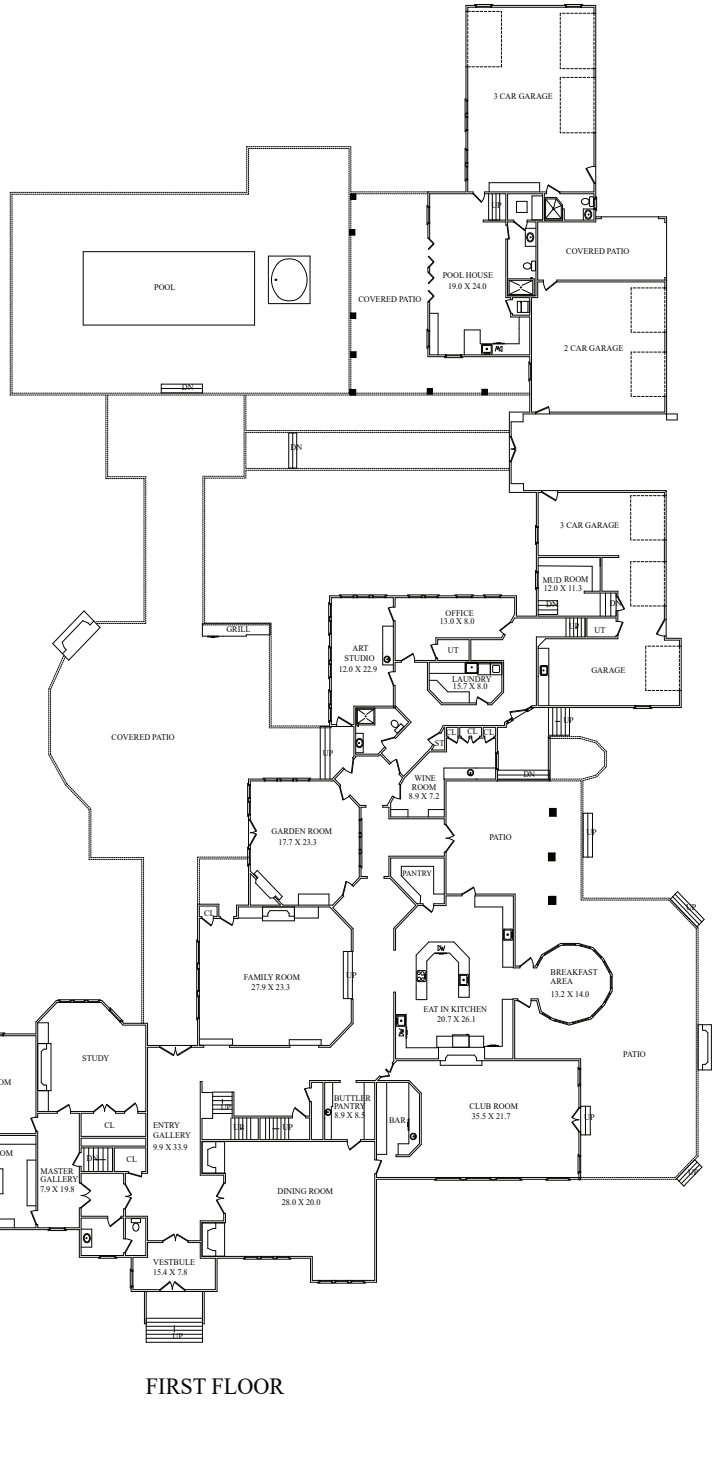 3 CAR GARAGE
UP
COVERED PATIO
POOL HOUSE
19.0 X 24.0
POOL
COVERED PATIO
2 CAR GARAGE
DW
DN
DN
3 CAR GARAGE
MUD ROOM
12.0 X 11.3
DN
DN
OFFICE
13.0 X 8.0
GRILL
UP
UT
ART
STUDIO
12.0 X 22.9
UT
GARAGE
LAUNDRY
15.7 X 8.0
UP
CL
CL
CL
COVERED PATIO
ST
UP
DN
WINE
ROOM
8.9 X 7.2
GARDEN ROOM
17.7 X 23.3
PATIO
UP
PANTRY
CL
UP
DW
FAMILY ROOM
27.9 X 23.3
UP
BREAKFAST
AREA
13.2 X 14.0
EAT IN KITCHEN
20.7 X 26.1
DW
STUDY
PATIO
OM
UP
BUTTLER
PANTRY
8.9 X 8.5
CLUB ROOM
35.5 X 21.7
UP
BAR
CL
ENTRY
GALLERY
9.9 X 33.9
UP
UP
OM
DN
CL
MASTER
GALLERY
7.9 X 19.8
DINING ROOM
28.0 X 20.0
UP
VESTBULE
15.4 X 7.8
UP
FIRST FLOOR